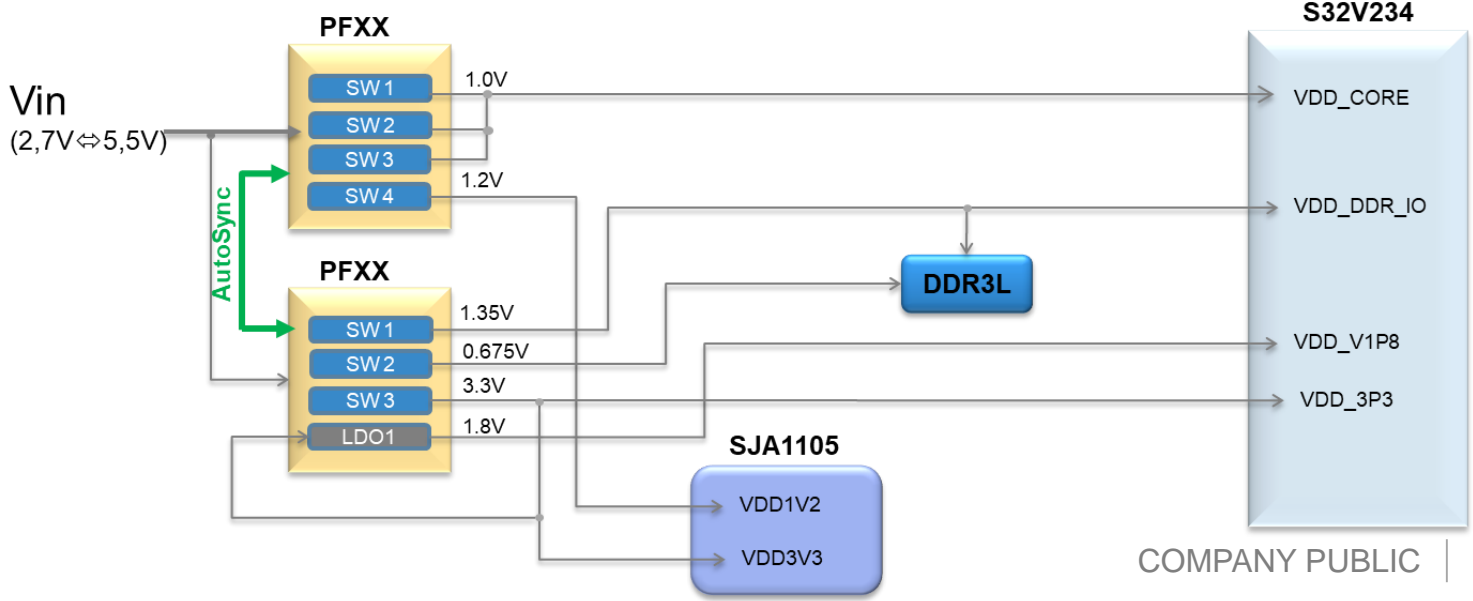 PFXX
S32V234
SW1
1.0V
Vin
SW2
VDD_CORE
(2,7V⇔5,5V)
SW3
SW4
1.2V
AutoSync
VDD_DDR_IO
PFXX
DDR3L
SW1
1.35V
SW2
0.675V
VDD_V1P8
SW3
3.3V
VDD_3P3
LDO1
1.8V
SJA1105
VDD1V2
VDD3V3
COMPANY PUBLIC